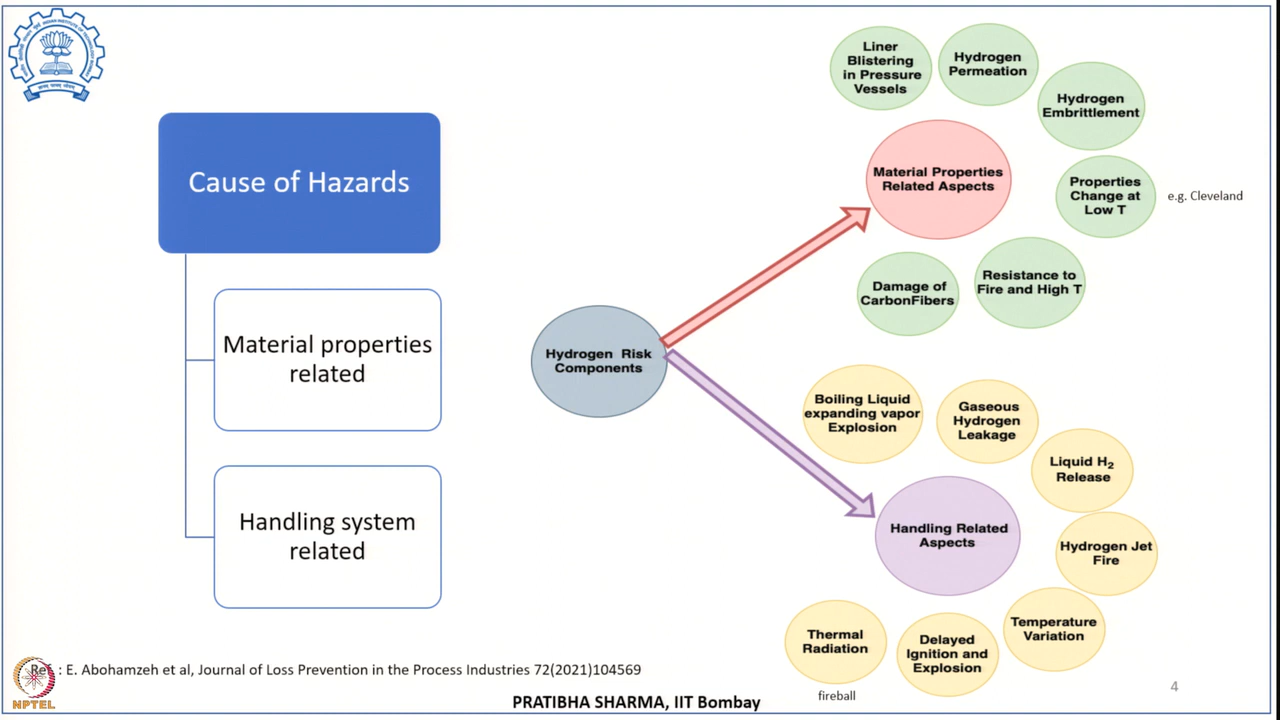 Cause of Hazards
Material properties
related
Handling system
related
Hydrogen Risk
Components
Liner
Blistering
in Pressure
Vessels
Hydrogen
Permeation
Hydrogen
Embrittlement
Material Properties
Related Aspects
Properties
Change at
Low T
e.g. Cleveland
Damage of
CarbonFibers
Resistance to
Fire and High T
Boiling Liquid
expanding vapor
Explosion
Gaseous
Hydrogen
Leakage
Liquid H₂
Release
Handling Related
Aspects
Hydrogen Jet
Fire
Temperature
Variation
Thermal
Radiation
fireball
Delayed
Ignition and
Explosion
Ref. : E. Abohamzeh et al, Journal of Loss Prevention in the Process Industries 72(2021)104569
NPTEL
PRATIBHA SHARMA, IIT Bombay
4